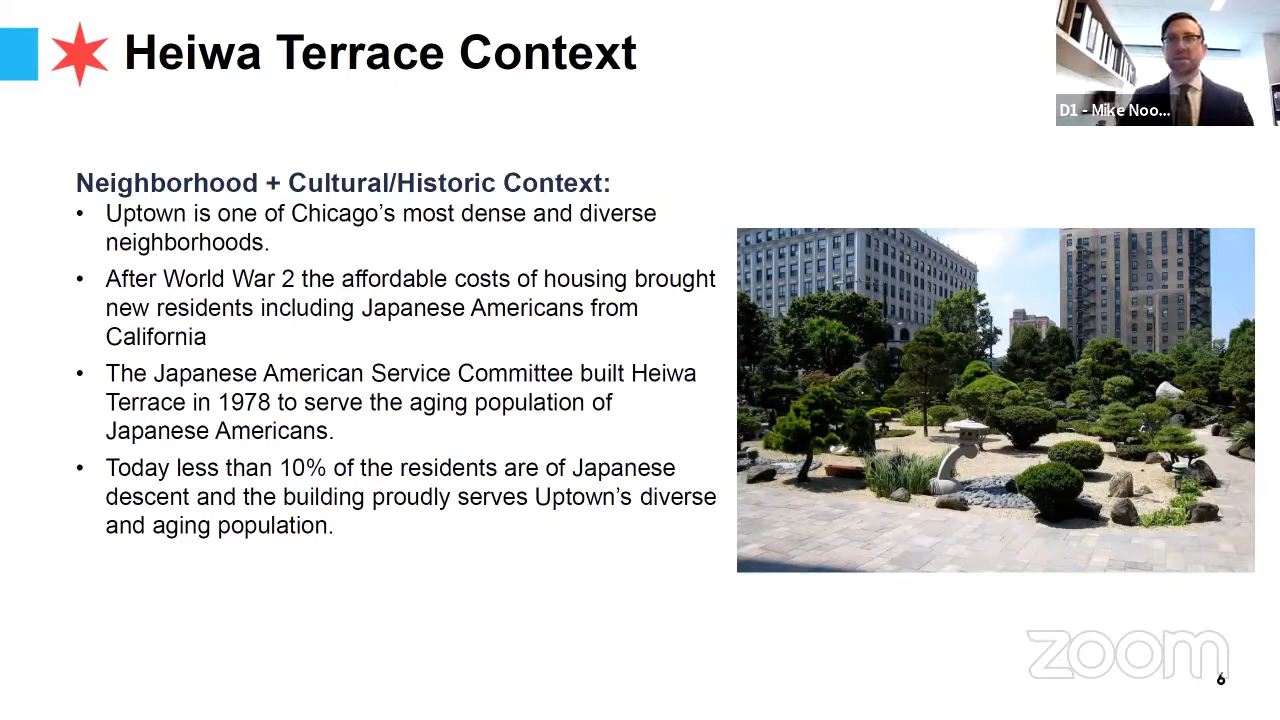 Heiwa Terrace Context
D1 - Mike Noo...
Neighborhood + Cultural/Historic Context:
• Uptown is one of Chicago’s most dense and diverse
neighborhoods.
• After World War 2 the affordable costs of housing brought
new residents including Japanese Americans from
California
• The Japanese American Service Committee built Heiwa
Terrace in 1978 to serve the aging population of
Japanese Americans.
• Today less than 10% of the residents are of Japanese
descent and the building proudly serves Uptown’s diverse
and aging population.
zoom
6